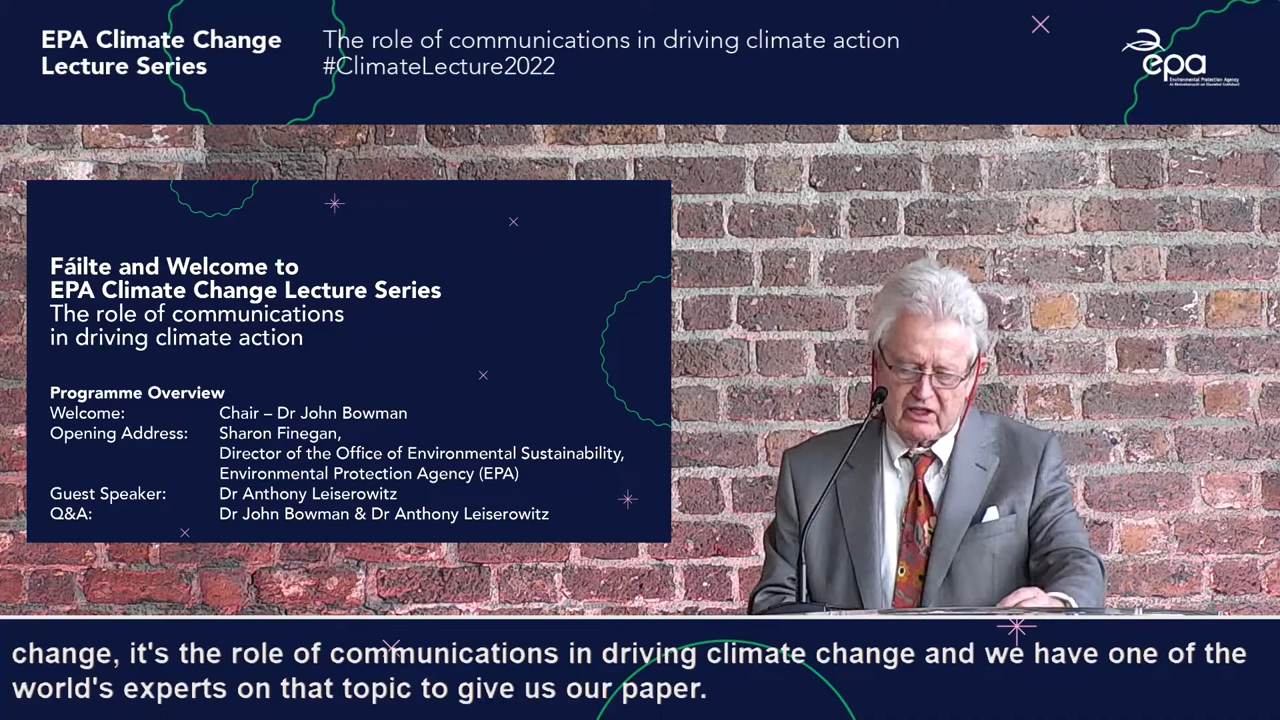 EPA Climate Change
Lecture Series
The role of communications in driving climate action
#ClimateLecture2022
epa
Environmental Protection Agency
Fáilte and Welcome to
EPA Climate Change Lecture Series
The role of communications
in driving climate action
Programme Overview
Welcome: Chair – Dr John Bowman
Opening Address: Sharon Finegan,
Director of the Office of Environmental Sustainability,
Environmental Protection Agency (EPA)
Guest Speaker: Dr Anthony Leiserowitz
Q&A: Dr John Bowman & Dr Anthony Leiserowitz
change, it's the role of communications in driving climate change and we have one of the
world's experts on that topic to give us our paper.